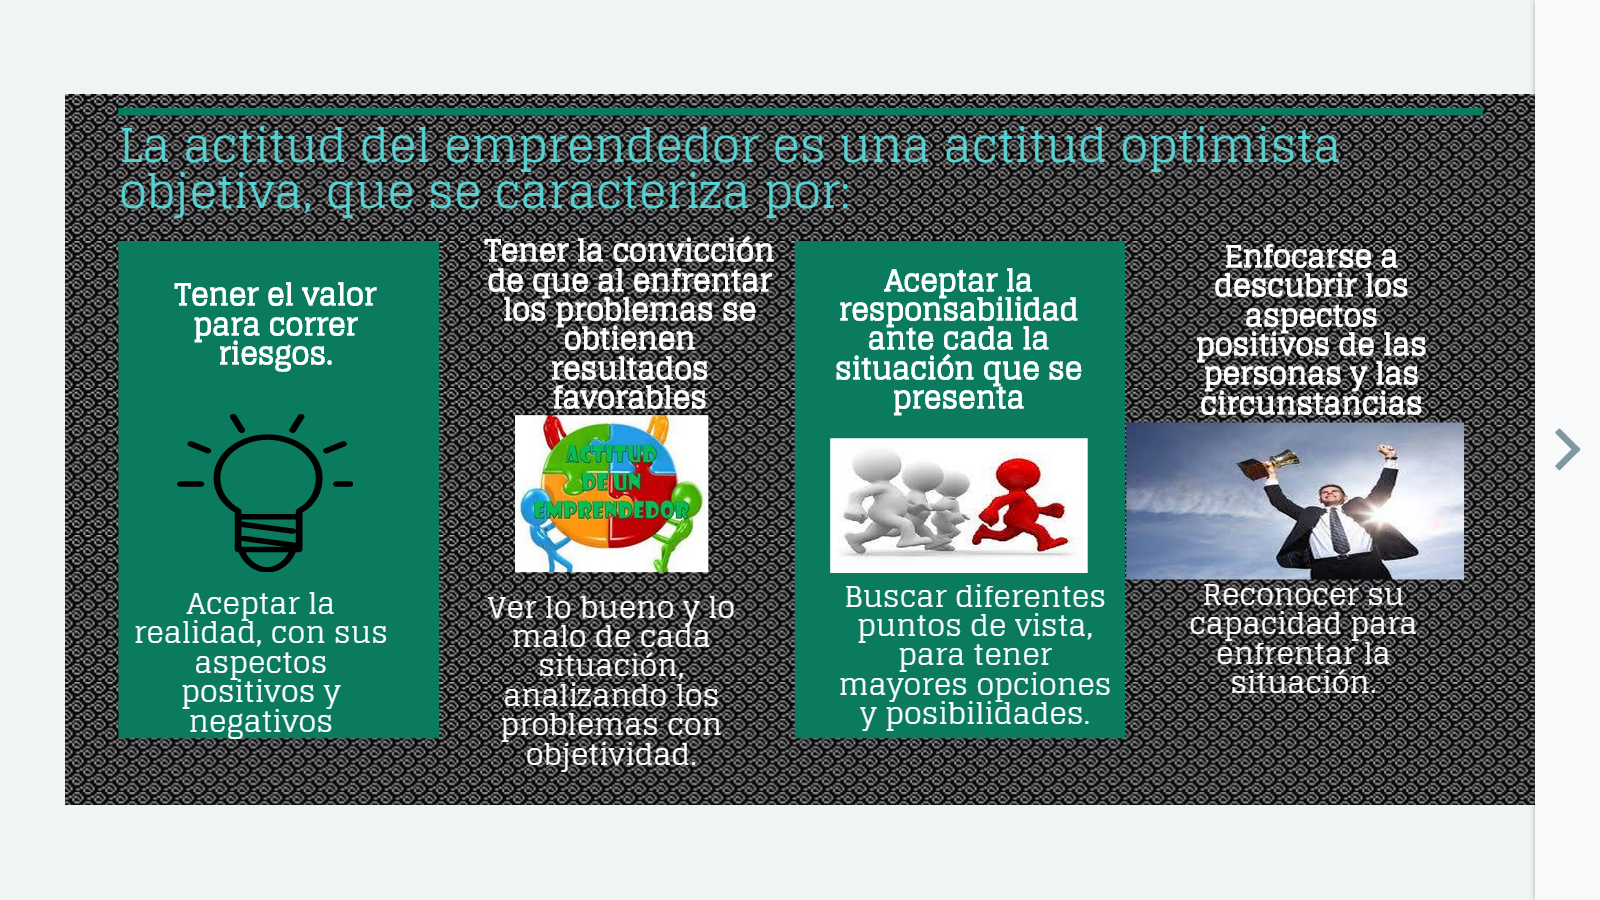 La actitud del emprendedor es una actitud optimista
objetiva, que se caracteriza por:
Tener el valor
para correr
riesgos.
Aceptar la
realidad, con sus
aspectos
positivos y
negativos
Tener la convicción
de que al enfrentar
los problemas se
obtienen
resultados
favorables
ACTITUD
DE UN
EMPRENDEDOR
Ver lo bueno y lo
malo de cada
situación,
analizando los
problemas con
objetividad.
Aceptar la
responsabilidad
ante cada la
situación que se
presenta
Buscar diferentes
puntos de vista,
para tener
mayores opciones
y posibilidades.
Enfocarse a
descubrir los
aspectos
positivos de las
personas y las
circunstancias
Reconocer su
capacidad para
enfrentar la
situación.